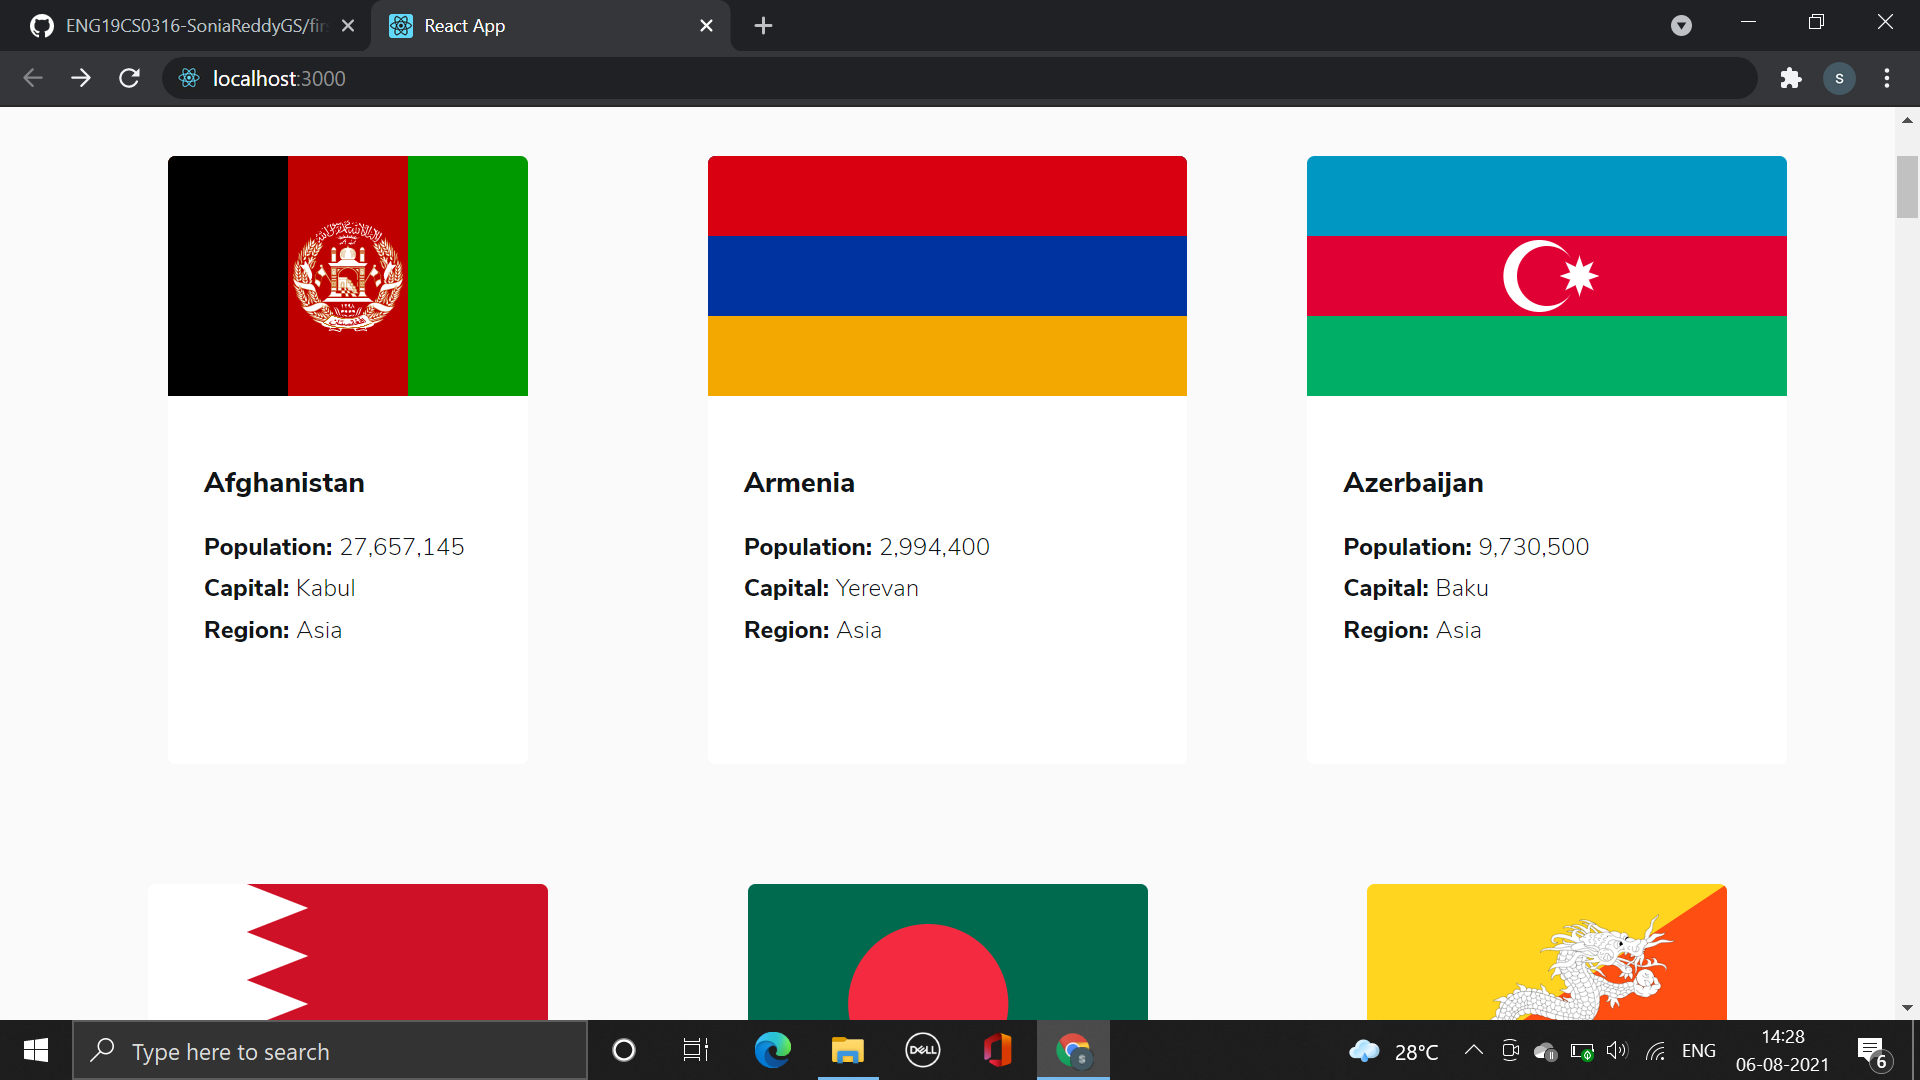 ENG19CS0316-SoniaReddyGS/fir
React App
localhost:3000
S
Afghanistan
Population: 27,657,145
Capital: Kabul
Region: Asia
Armenia
Population: 2,994,400
Capital: Yerevan
Region: Asia
Azerbaijan
Population: 9,730,500
Capital: Baku
Region: Asia
Type here to search
DELL
S
28°C
ENG
14:28
06-08-2021
6